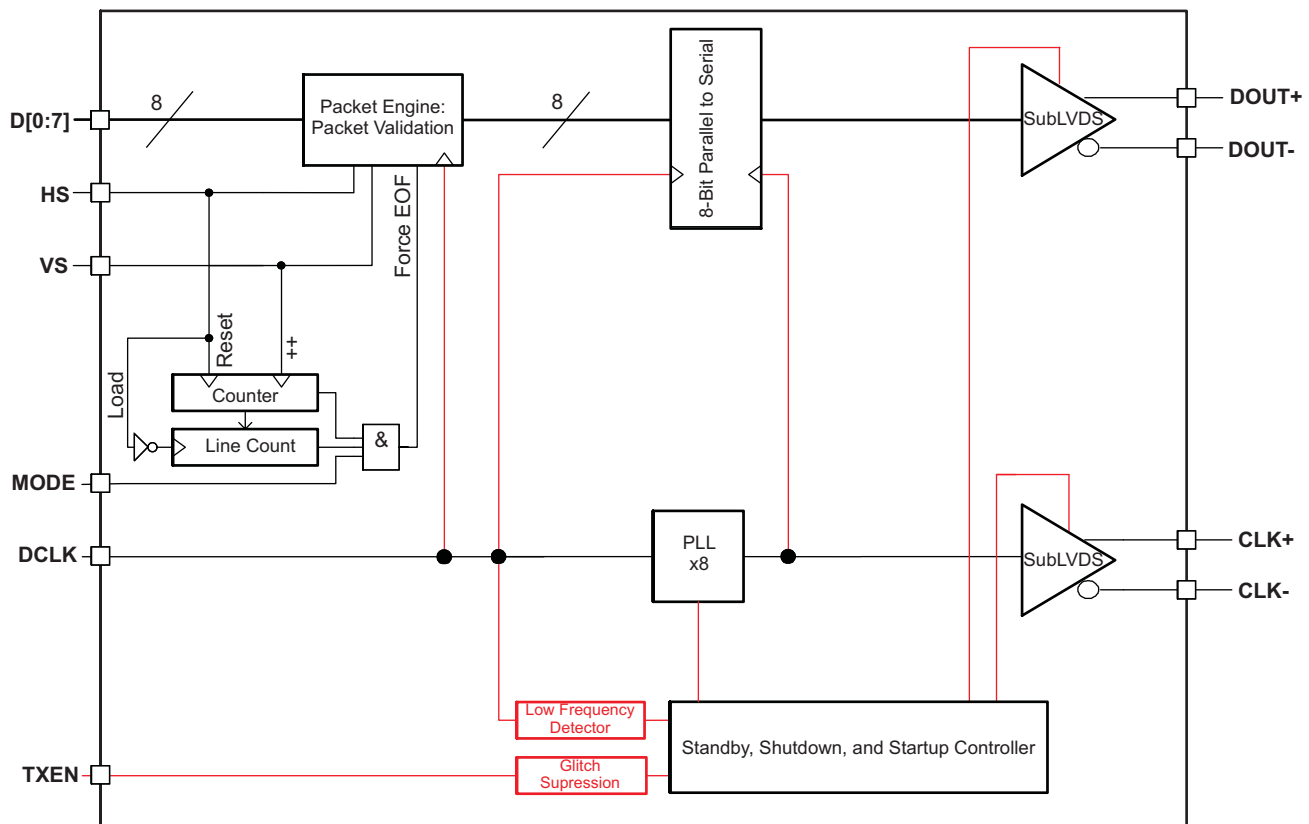 D[0:7]
8
Packet Engine:
Packet Validation
8
8-Bit Parallel to Serial
SubLVDS
DOUT+
DOUT-
HS
VS
Force EOF
Load
Reset
++
Counter
Line Count
&
MODE
DCLK
PLL
x8
SubLVDS
CLK+
CLK-
Low Frequency
Detector
Standby, Shutdown, and Startup Controller
TXEN
Glitch
Supression